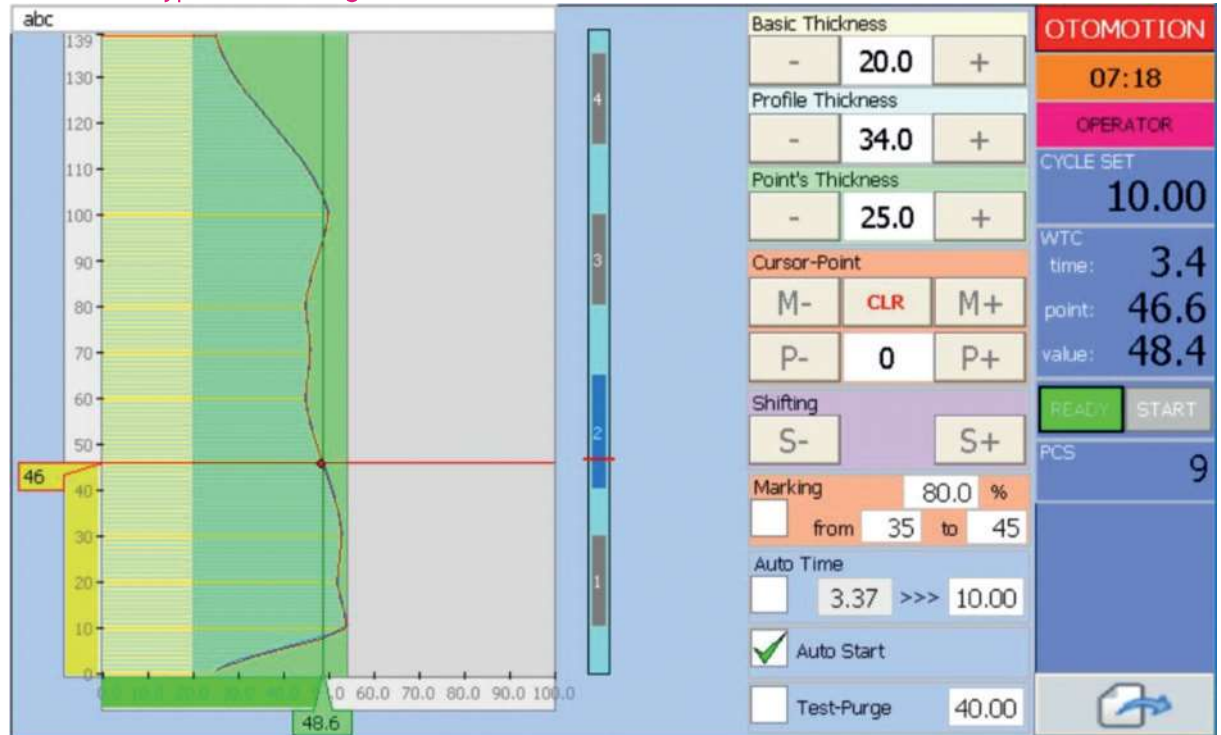 abc
139
130
120
110
100
90
80
70
60
50
46
40
30
20
10
0
20.0 30.0 60.0 70.0 80.0 90.0 100.0
48.6
4
3
2
1
Basic Thickness
- 20.0 +
Profile Thickness
- 34.0 +
Point's Thickness
- 25.0 +
Cursor-Point
M- CLR M+
P- 0 P+
Shifting
S- S+
Marking 80.0 %
from 35 to 45
Auto Time
3.37 >>> 10.00
Auto Start
Test-Purge 40.00
OTOMOTION
07:18
OPERATOR
CYCLE SET
10.00
WTC
time: 3.4
point: 46.6
value: 48.4
READY START
PCS
9